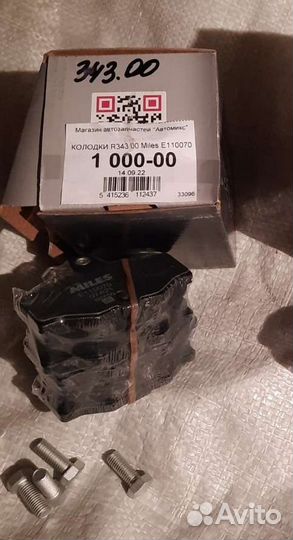 343.00
Магазин автозапчастей "Автомикс"
КОЛОДКИ R343.00 Miles E110070
1 000-00
14.09.22
5 415236 112437
33096
MILES
E110070
Avito